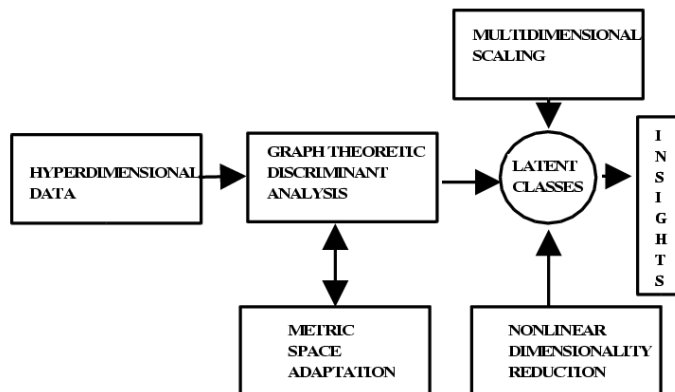 MULTIDIMENSIONAL
SCALING
HYPERDIMENSIONAL
DATA
GRAPH THEORETIC
DISCRIMINANT
ANALYSIS
LATENT
CLASSES
I
N
S
I
G
H
T
S
METRIC
SPACE
ADAPTATION
NONLINEAR
DIMENSIONALITY
REDUCTION